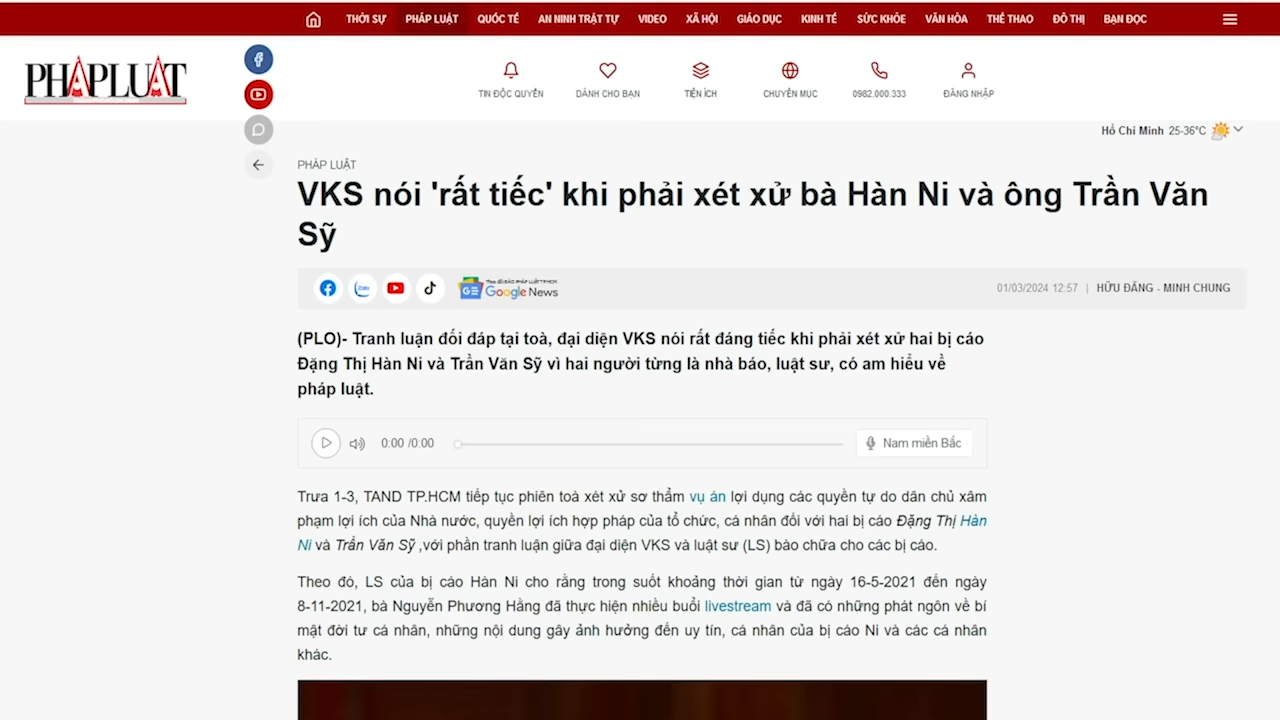 THỜI SỰ PHÁP LUẬT QUỐC TẾ AN NINH TRẬT TỰ VIDEO XÃ HỘI GIÁO DỤC KINH TẾ SỨC KHỎE VĂN HÓA THỂ THAO ĐÔ THỊ BẠN ĐỌC
PHÁPLUẬT
TIN ĐỘC QUYỀN DÀNH CHO BẠN TIỆN ÍCH CHUYÊN MỤC 0982.000.333 ĐĂNG NHẬP
Hồ Chí Minh 25-36°C
PHÁP LUẬT
VKS nói 'rất tiếc' khi phải xét xử bà Hàn Ni và ông Trần Văn
Sỹ
Zalo
Google News
01/03/2024 12:57 | HỮU ĐĂNG - MINH CHUNG
(PLO)- Tranh luận đối đáp tại toà, đại diện VKS nói rất đáng tiếc khi phải xét xử hai bị cáo
Đặng Thị Hàn Ni và Trần Văn Sỹ vì hai người từng là nhà báo, luật sư, có am hiểu về
pháp luật.
0:00 /0:00
Nam miền Bắc
Trưa 1-3, TAND TP.HCM tiếp tục phiên toà xét xử sơ thẩm vụ án lợi dụng các quyền tự do dân chủ xâm
phạm lợi ích của Nhà nước, quyền lợi ích hợp pháp của tổ chức, cá nhân đối với hai bị cáo Đặng Thị Hàn
Ni và Trần Văn Sỹ ,với phần tranh luận giữa đại diện VKS và luật sư (LS) bào chữa cho các bị cáo.
Theo đó, LS của bị cáo Hàn Ni cho rằng trong suốt khoảng thời gian từ ngày 16-5-2021 đến ngày
8-11-2021, bà Nguyễn Phương Hằng đã thực hiện nhiều buổi livestream và đã có những phát ngôn về bí
mật đời tư cá nhân, những nội dung gây ảnh hưởng đến uy tín, cá nhân của bị cáo Ni và các cá nhân
khác.